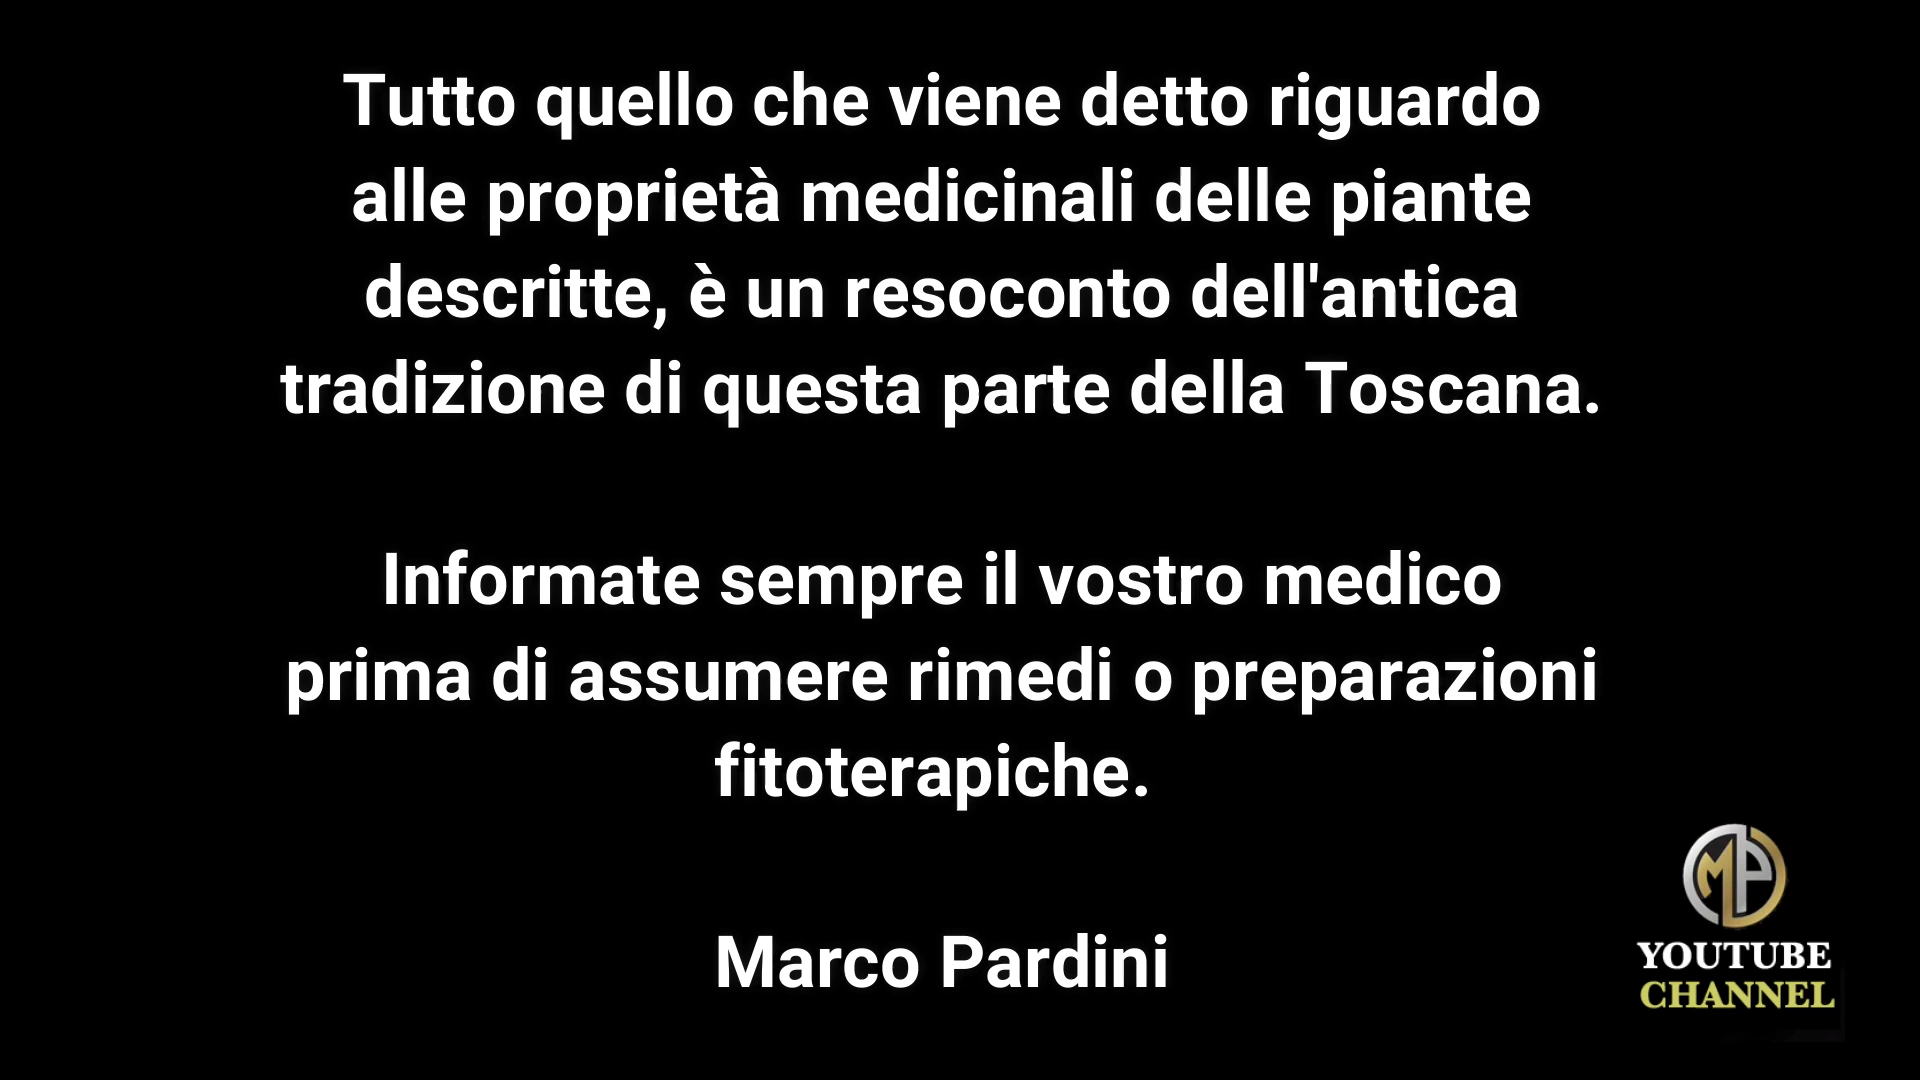 Tutto quello che viene detto riguardo
alle proprietà medicinali delle piante
descritte, è un resoconto dell'antica
tradizione di questa parte della Toscana.
Informate sempre il vostro medico
prima di assumere rimedi o preparazioni
fitoterapiche.
Marco Pardini
MP
YOUTUBE
CHANNEL